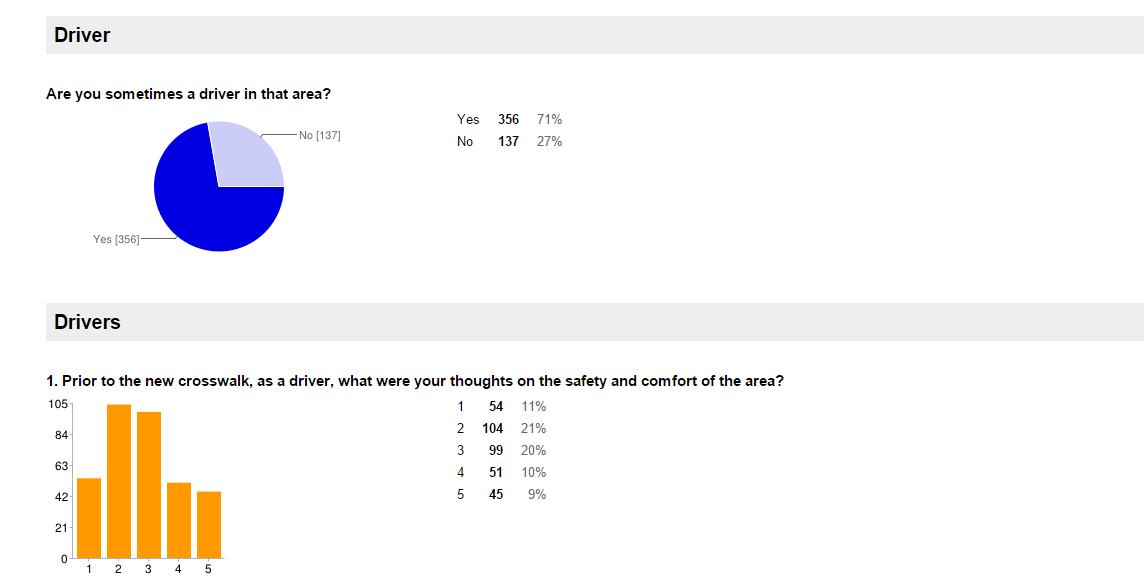 Driver
Are you sometimes a driver in that area?
No [137]
Yes [356]
Yes 356 71%
No 137 27%
Drivers
1. Prior to the new crosswalk, as a driver, what were your thoughts on the safety and comfort of the area?
105
84
63
42
21
0
1 2 3 4 5
1 54 11%
2 104 21%
3 99 20%
4 51 10%
5 45 9%